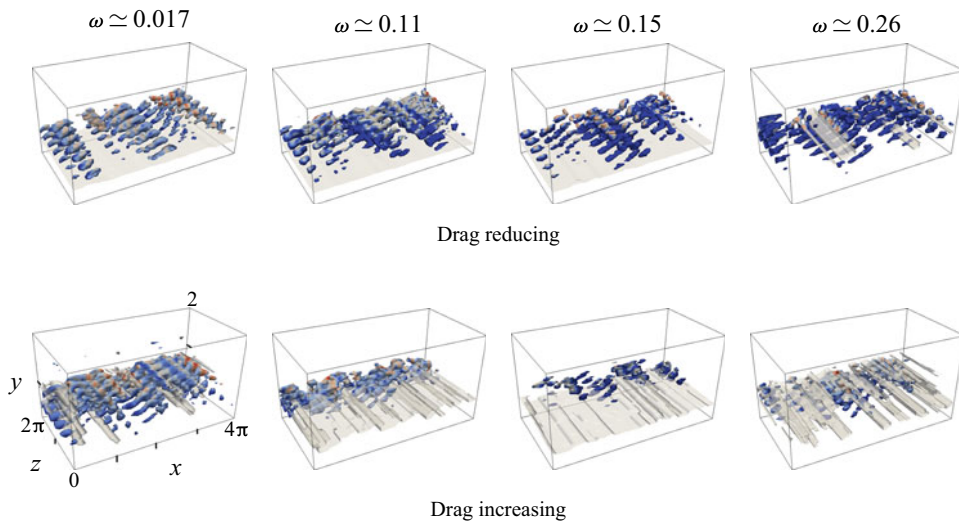 ω ≃ 0.017 ω ≃ 0.11 ω ≃ 0.15 ω ≃ 0.26
Drag reducing
2
y
2π
4π
z
x
0
Drag increasing